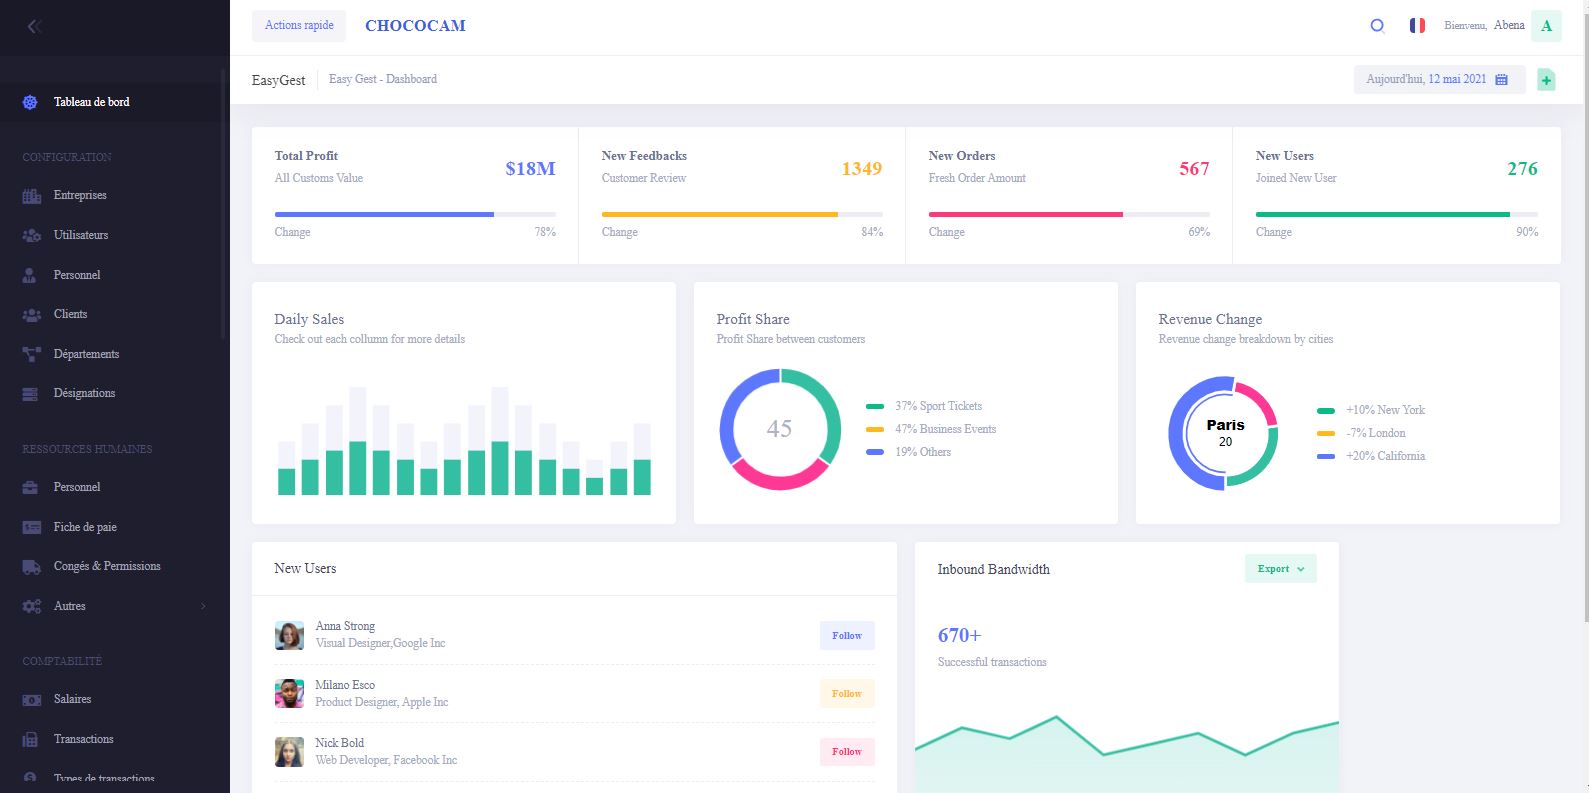 Actions rapide
CHOCOCAM
Bienvenu, Abena
A
EasyGest
Easy Gest - Dashboard
Aujourd'hui, 12 mai 2021
Tableau de bord
CONFIGURATION
Entreprises
Utilisateurs
Personnel
Clients
Départements
Désignations
RESSOURCES HUMAINES
Personnel
Fiche de paie
Congés & Permissions
Autres
COMPTABILITÉ
Salaires
Transactions
Types de transactions
Total Profit
All Customs Value
$18M
Change
78%
New Feedbacks
Customer Review
1349
Change
84%
New Orders
Fresh Order Amount
567
Change
69%
New Users
Joined New User
276
Change
90%
Daily Sales
Check out each collumn for more details
Profit Share
Profit Share between customers
45
37% Sport Tickets
47% Business Events
19% Others
Revenue Change
Revenue change breakdown by cities
Paris
20
+10% New York
-7% London
+20% California
New Users
Anna Strong
Visual Designer,Google Inc
Follow
Milano Esco
Product Designer, Apple Inc
Follow
Nick Bold
Web Developer, Facebook Inc
Follow
Inbound Bandwidth
Export
670+
Successful transactions